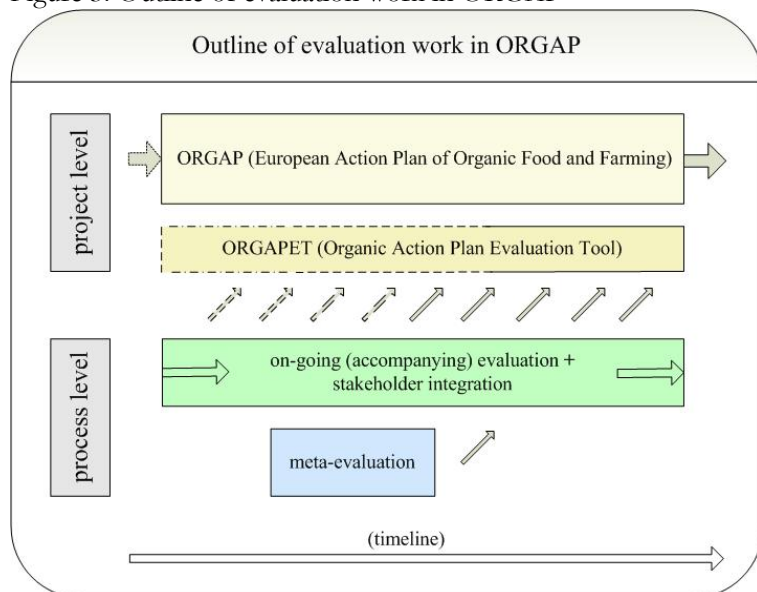 Outline of evaluation work in ORGAP
project level
ORGAP (European Action Plan of Organic Food and Farming)
ORGAPET (Organic Action Plan Evaluation Tool)
process level
on-going (accompanying) evaluation +
stakeholder integration
meta-evaluation
(timeline)